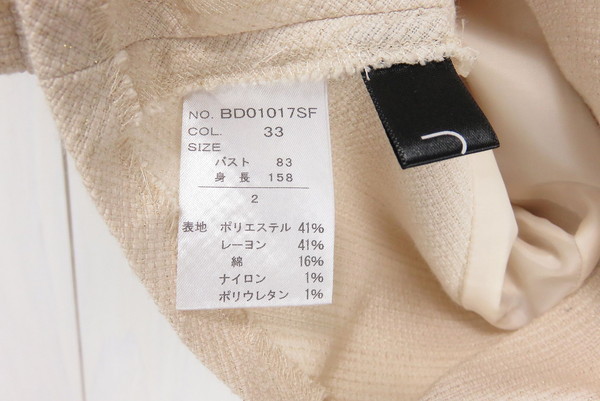 NO. BD01017SF
COL. 33
SIZE
バスト 83
身長 158
2
表地 ポリエステル 41%
レーヨン 41%
綿 16%
ナイロン 1%
ポリウレタン 1%